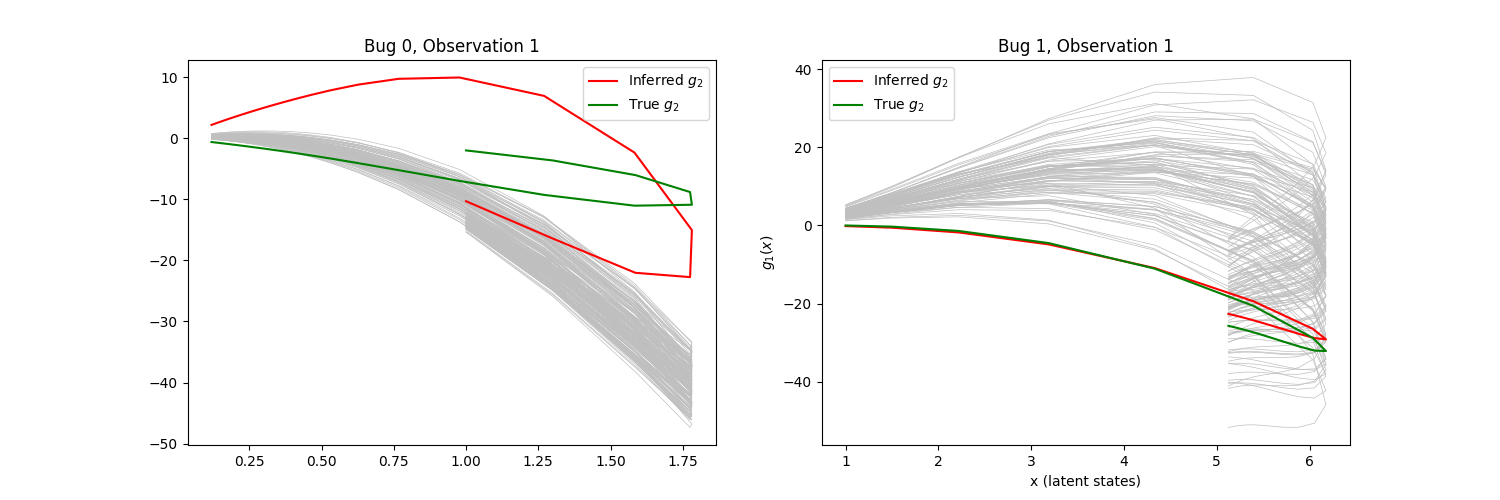 Bug 0, Observation 1
10
0
−10
−20
−30
−40
−50
0.25 0.50 0.75 1.00 1.25 1.50 1.75
Inferred g₂
True g₂
Bug 1, Observation 1
40
20
0
−20
−40
g₁(x)
1 2 3 4 5 6
x (latent states)
Inferred g₂
True g₂